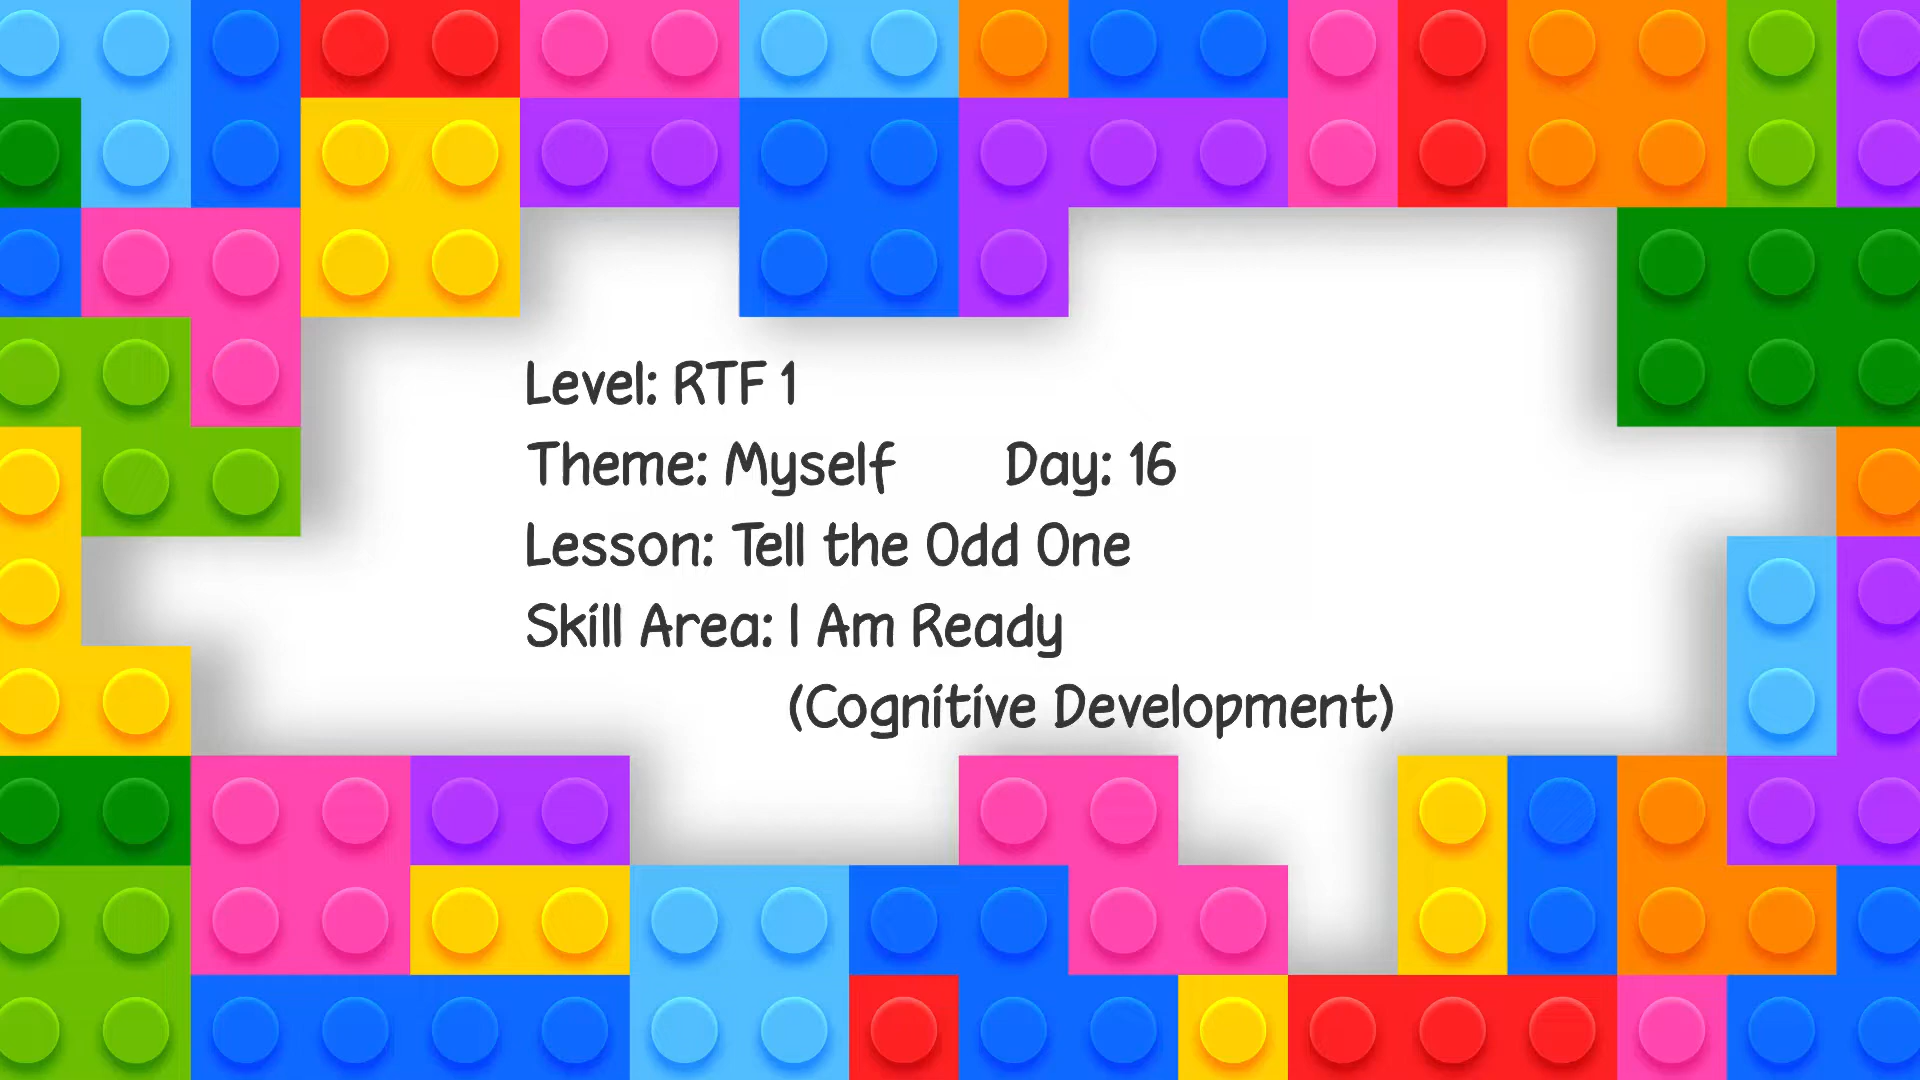 Level: RTF 1
Theme: Myself Day: 16
Lesson: Tell the Odd One
Skill Area: I Am Ready
(Cognitive Development)